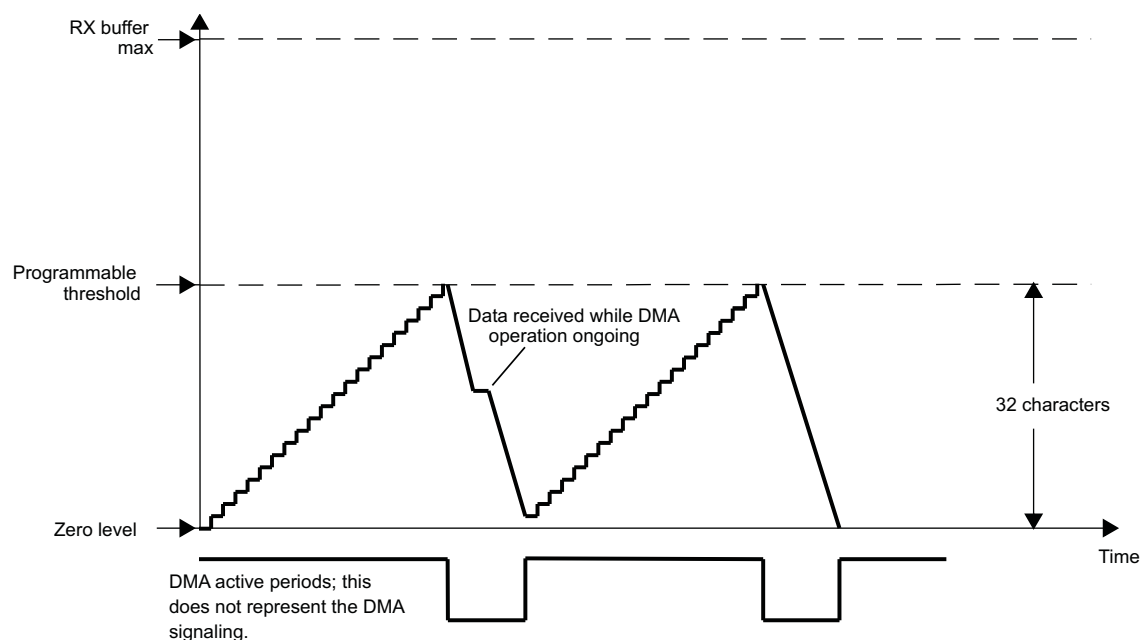 RX buffer
max
Programmable
threshold
Data received while DMA
operation ongoing
32 characters
Zero level
Time
DMA active periods; this
does not represent the DMA
signaling.